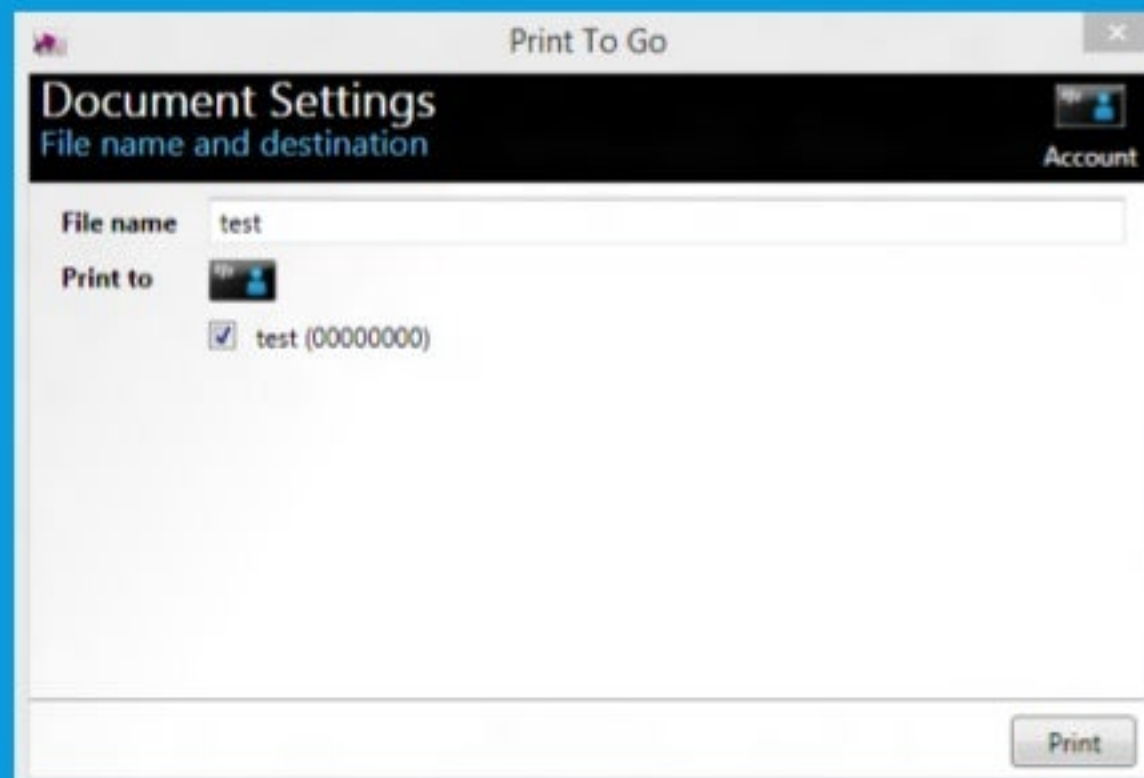 Print To Go
Document Settings
File name and destination
Account
File name test
Print to
test (00000000)
Print